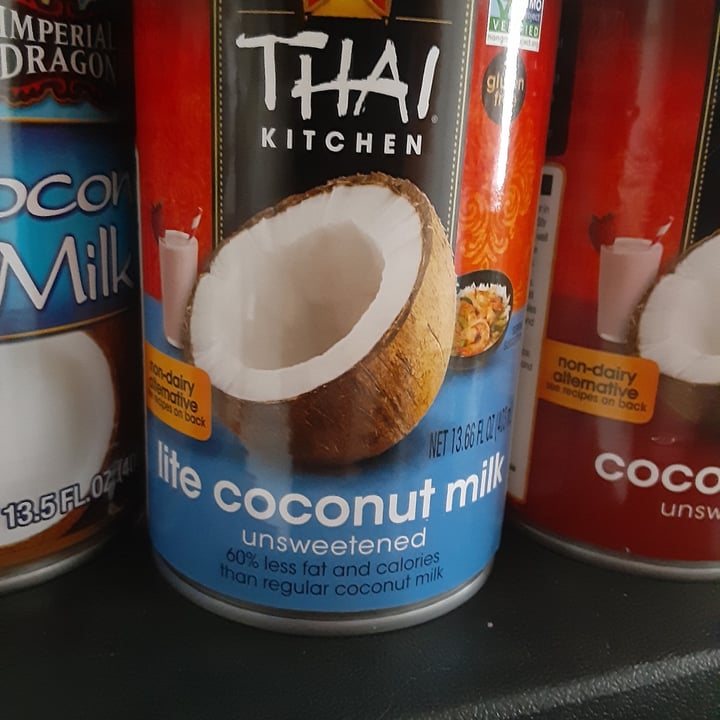 IMPERIAL
DRAGON
ocon
Milk
13.5 FL.OZ.
THAI
KITCHEN
VERIFIED
gluten
free
non-dairy
alternative
see recipes on back
NET 13.66 FL OZ
lite coconut milk
unsweetened
60% less fat and calories
than regular coconut milk
non-dairy
alternative
see recipes on back
coco
unsw